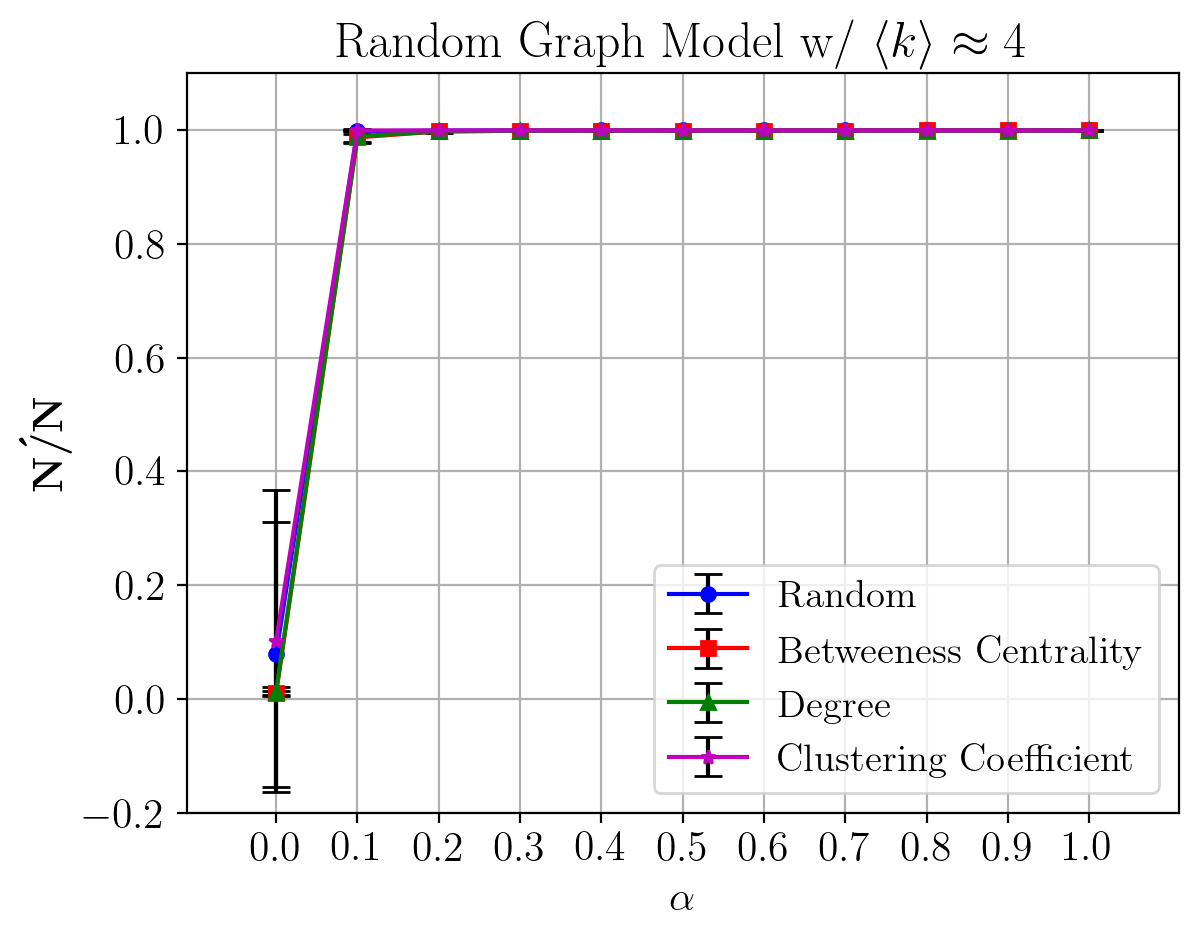 Random Graph Model w/ ⟨k⟩ ≈ 4
N´/N
1.0
0.8
0.6
0.4
0.2
0.0
−0.2
Random
Betweeness Centrality
Degree
Clustering Coefficient
0.0 0.1 0.2 0.3 0.4 0.5 0.6 0.7 0.8 0.9 1.0
α